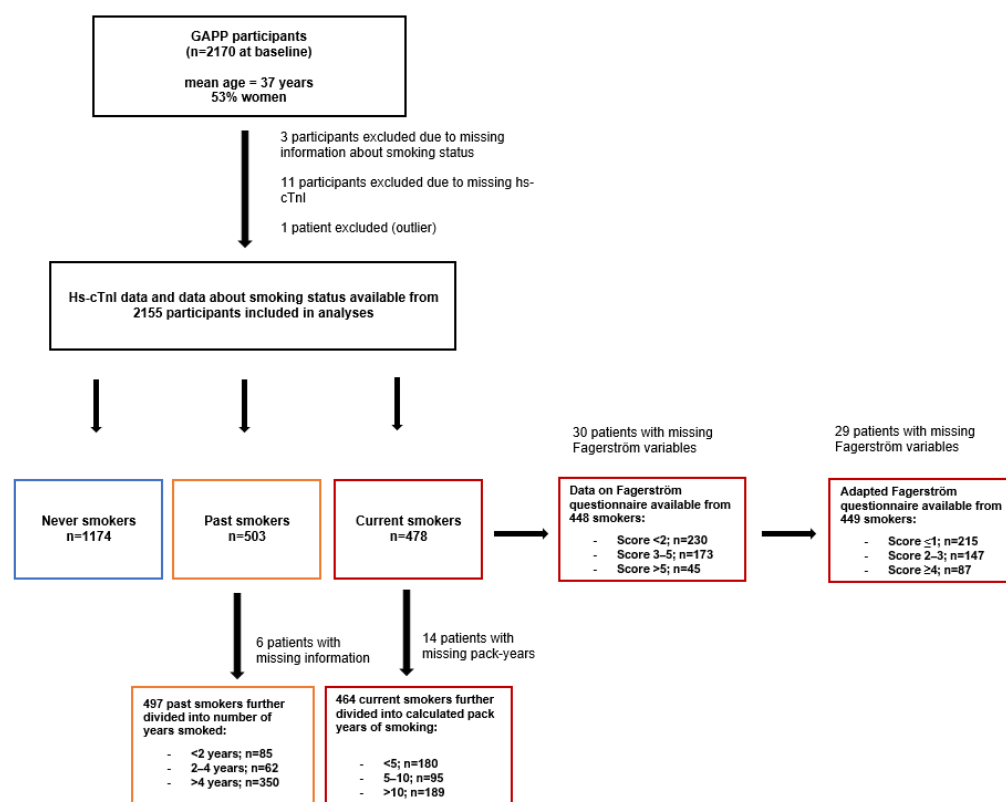 GAPP participants
(n=2170 at baseline)
mean age = 37 years
53% women
3 participants excluded due to missing
information about smoking status
11 participants excluded due to missing hs-
cTnI
1 patient excluded (outlier)
Hs-cTnI data and data about smoking status available from
2155 participants included in analyses
30 patients with missing
Fagerström variables
29 patients with missing
Fagerström variables
Never smokers
n=1174
Past smokers
n=503
Current smokers
n=478
Data on Fagerström
questionnaire available from
448 smokers:
- Score <2; n=230
- Score 3–5; n=173
- Score >5; n=45
Adapted Fagerström
questionnaire available from
449 smokers:
- Score ≤1; n=215
- Score 2–3; n=147
- Score ≥4; n=87
6 patients with
missing information
14 patients with
missing pack-years
497 past smokers further
divided into number of
years smoked:
- <2 years; n=85
- 2–4 years; n=62
- >4 years; n=350
464 current smokers further
divided into calculated pack
years of smoking:
- <5; n=180
- 5–10; n=95
- >10; n=189